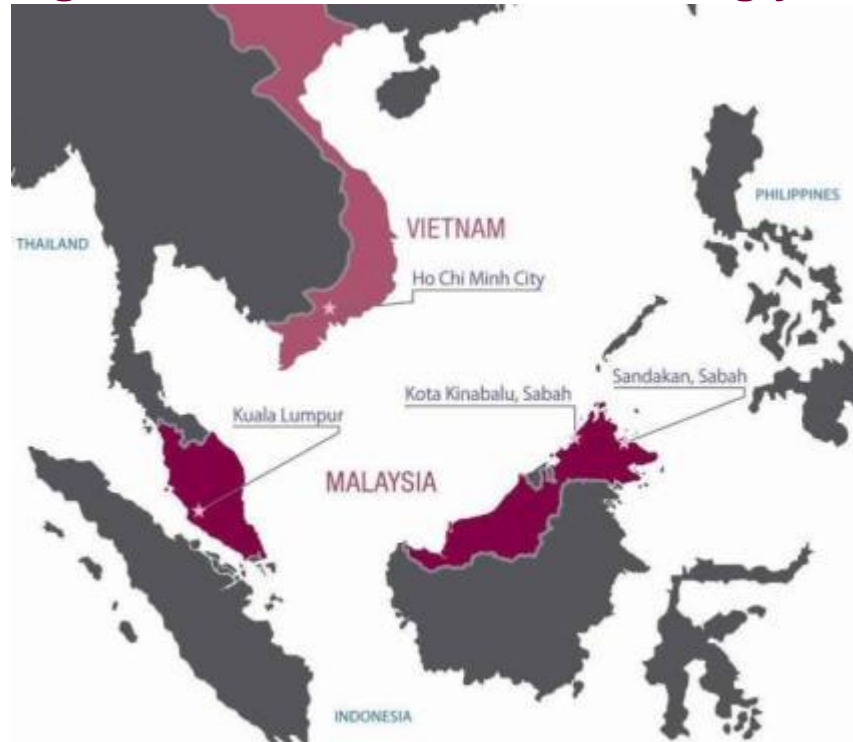 PHILIPPINES
VIETNAM
THAILAND
Ho Chi Minh City
Sandakan, Sabah
Kota Kinabalu, Sabah
Kuala Lumpur
MALAYSIA
INDONESIA